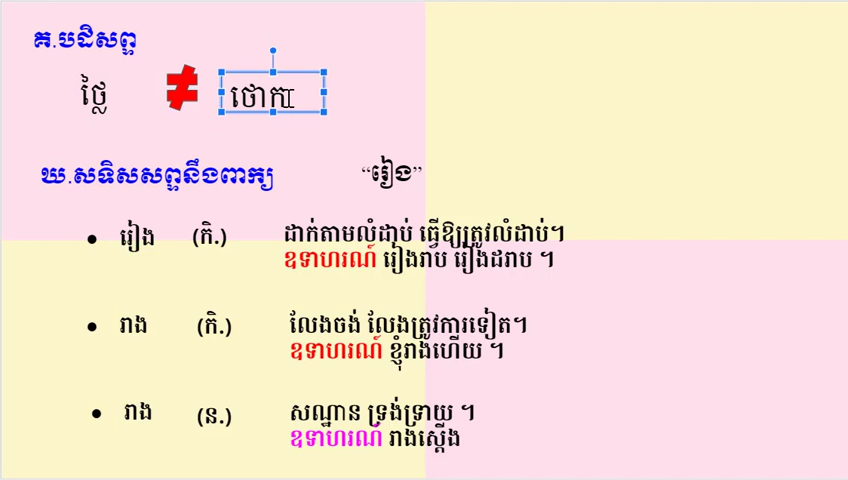 គ.បដិសព្ទ
ថ្លៃ ≠ ថោក
ឃ.សទិសសព្ទនឹងពាក្យ “រៀង”
• រៀង (កិ.) ដាក់តាមលំដាប់ ធ្វើឱ្យត្រូវលំដាប់។
ឧទាហរណ៍ រៀងរាប រៀងដរាប ។
• រាង (កិ.) លែងចង់ លែងត្រូវការទៀត។
ឧទាហរណ៍ ខ្ញុំរាងហើយ ។
• រាង (ន.) សណ្ឋាន ទ្រង់ទ្រាយ ។
ឧទាហរណ៍ រាងស្តើង